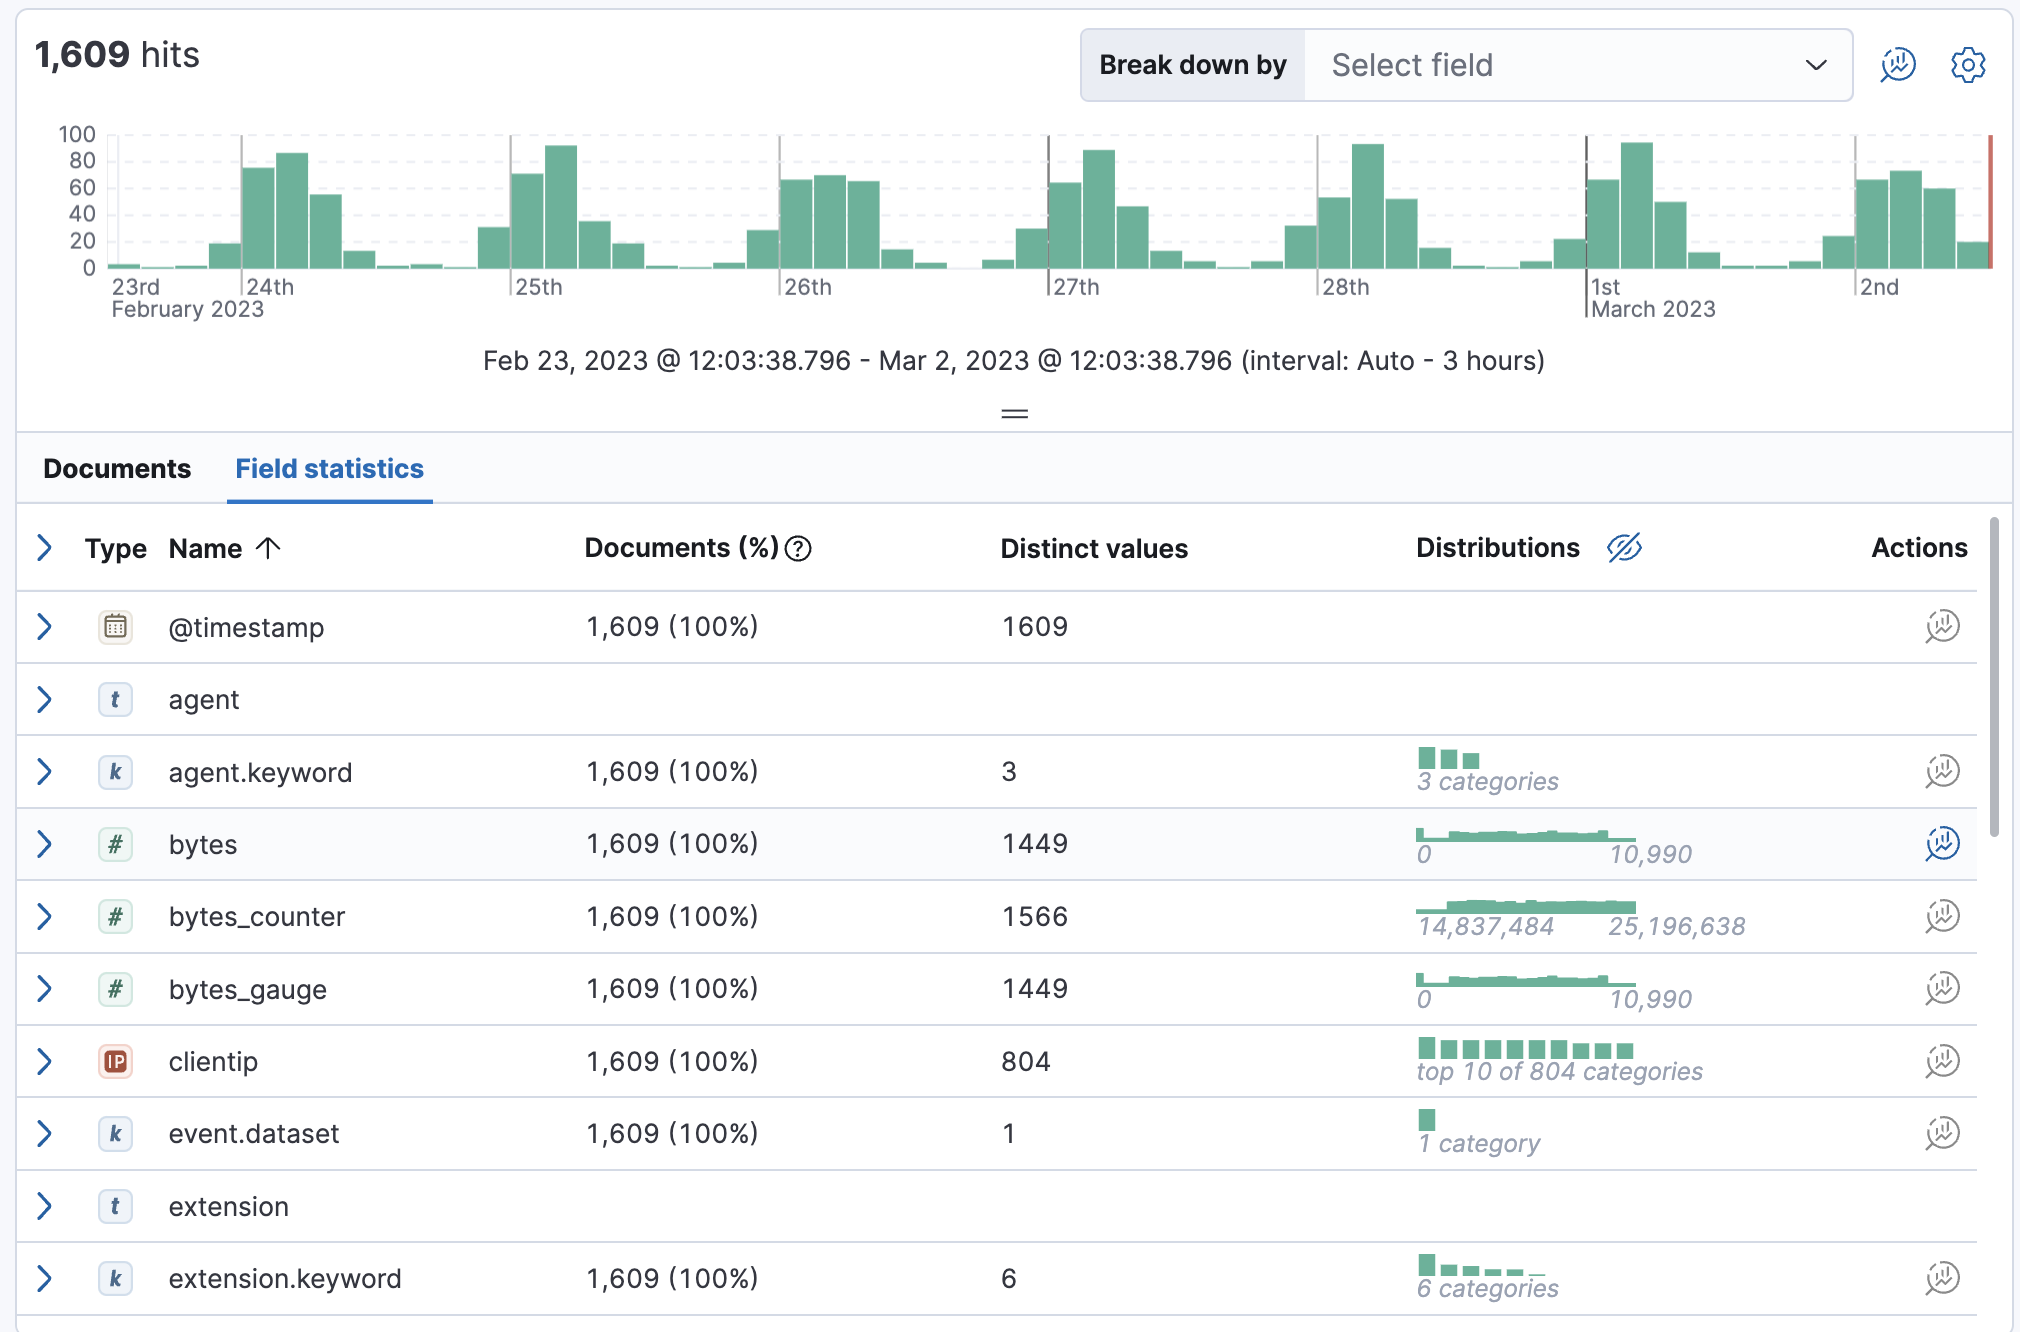 1,609 hits
Break down by Select field
100
80
60
40
20
0
23rd 24th 25th 26th 27th 28th 1st 2nd
February 2023 March 2023
Feb 23, 2023 @ 12:03:38.796 - Mar 2, 2023 @ 12:03:38.796 (interval: Auto - 3 hours)
Documents Field statistics
Type Name Documents (%) Distinct values Distributions Actions
@timestamp 1,609 (100%) 1609
t agent
k agent.keyword 1,609 (100%) 3
3 categories
# bytes 1,609 (100%) 1449
0 10,990
# bytes_counter 1,609 (100%) 1566
14,837,484 25,196,638
# bytes_gauge 1,609 (100%) 1449
0 10,990
IP clientip 1,609 (100%) 804
top 10 of 804 categories
k event.dataset 1,609 (100%) 1
1 category
t extension
k extension.keyword 1,609 (100%) 6
6 categories